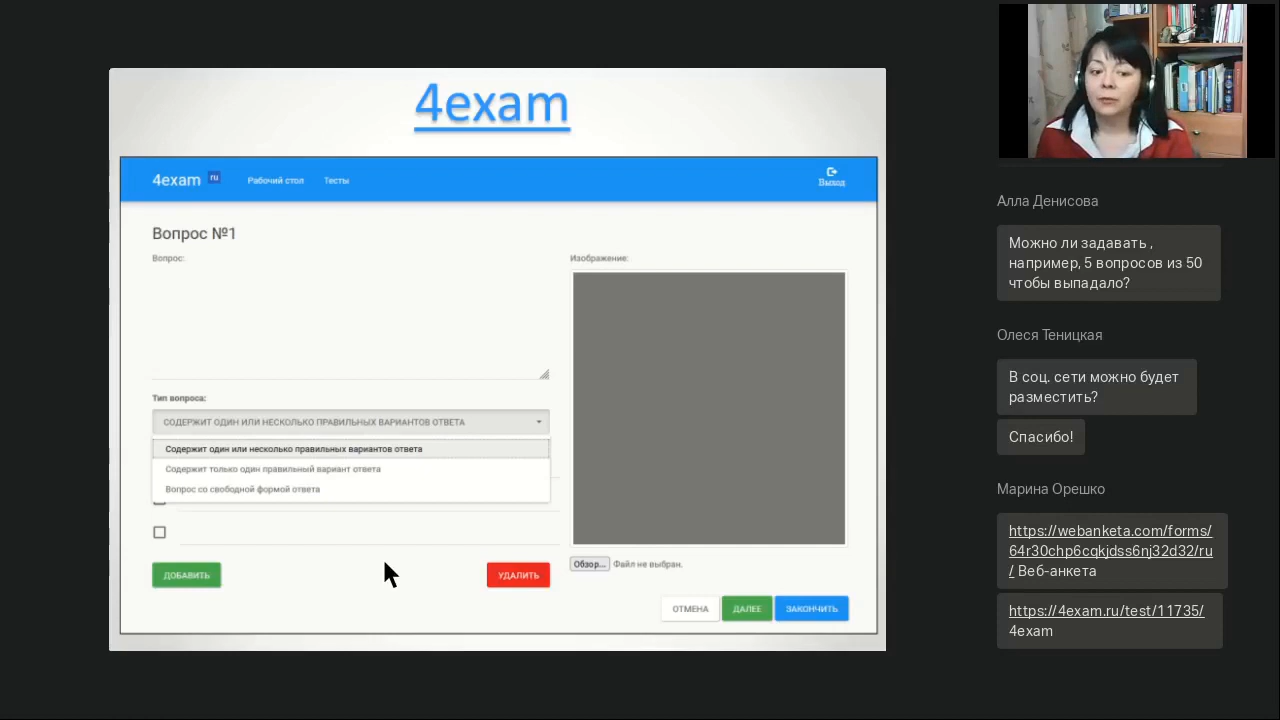 4exam
4exam ru Рабочий стол Тесты Выход
Вопрос №1
Вопрос:
Изображение:
Тип вопроса:
СОДЕРЖИТ ОДИН ИЛИ НЕСКОЛЬКО ПРАВИЛЬНЫХ ВАРИАНТОВ ОТВЕТА
Содержит один или несколько правильных вариантов ответа
Содержит только один правильный вариант ответа
Вопрос со свободной формой ответа
Обзор... Файл не выбран.
ДОБАВИТЬ
УДАЛИТЬ
ОТМЕНА
ДАЛЕЕ
ЗАКОНЧИТЬ
Алла Денисова
Можно ли задавать ,
например, 5 вопросов из 50
чтобы выпадало?
Олеся Теницкая
В соц. сети можно будет
разместить?
Спасибо!
Марина Орешко
https://webanketa.com/forms/
64r30chp6cqkjdss6nj32d32/ru
/ Веб-анкета
https://4exam.ru/test/11735/
4exam